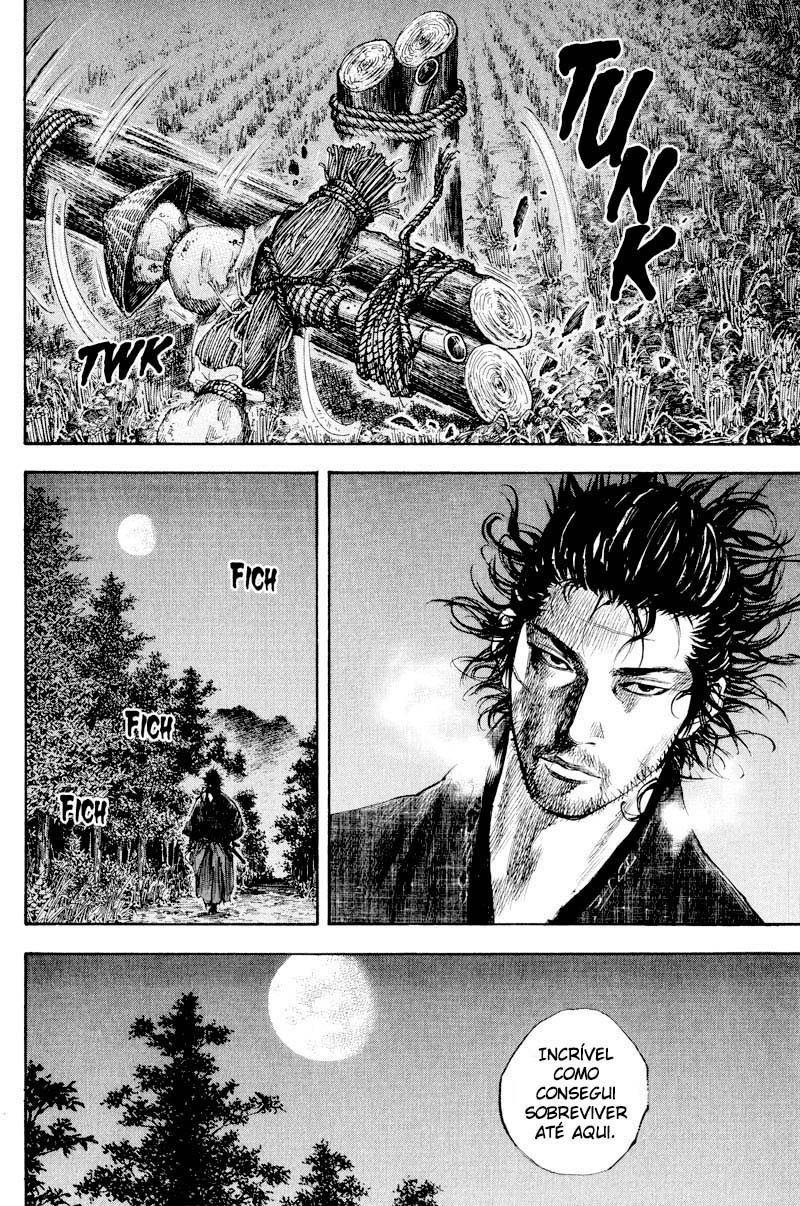 TUNK
TWK
FICH
FICH
FICH
INCRÍVEL
COMO
CONSEGUI
SOBREVIVER
ATÉ AQUI.